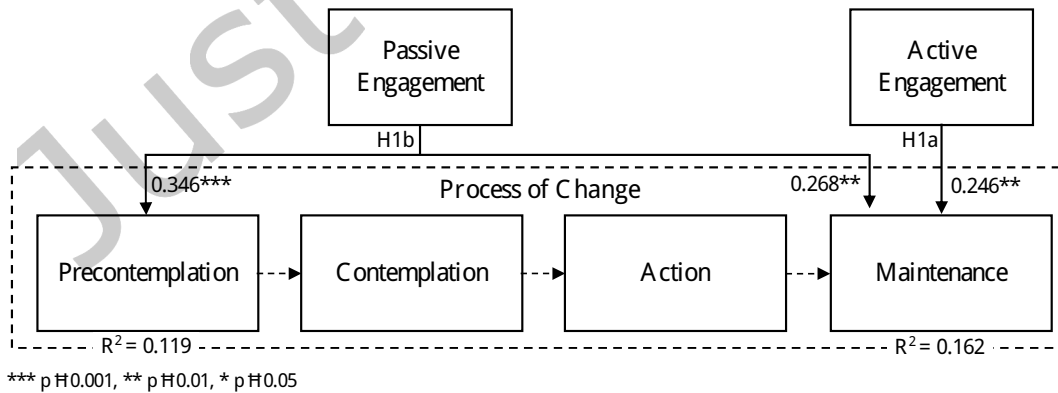 Just
Passive
Engagement
Active
Engagement
H1b
H1a
0.346***
Process of Change
0.268**
0.246**
Precontemplation
Contemplation
Action
Maintenance
R² = 0.119
R² = 0.162
*** p Ħ 0.001, ** p Ħ 0.01, * p Ħ 0.05